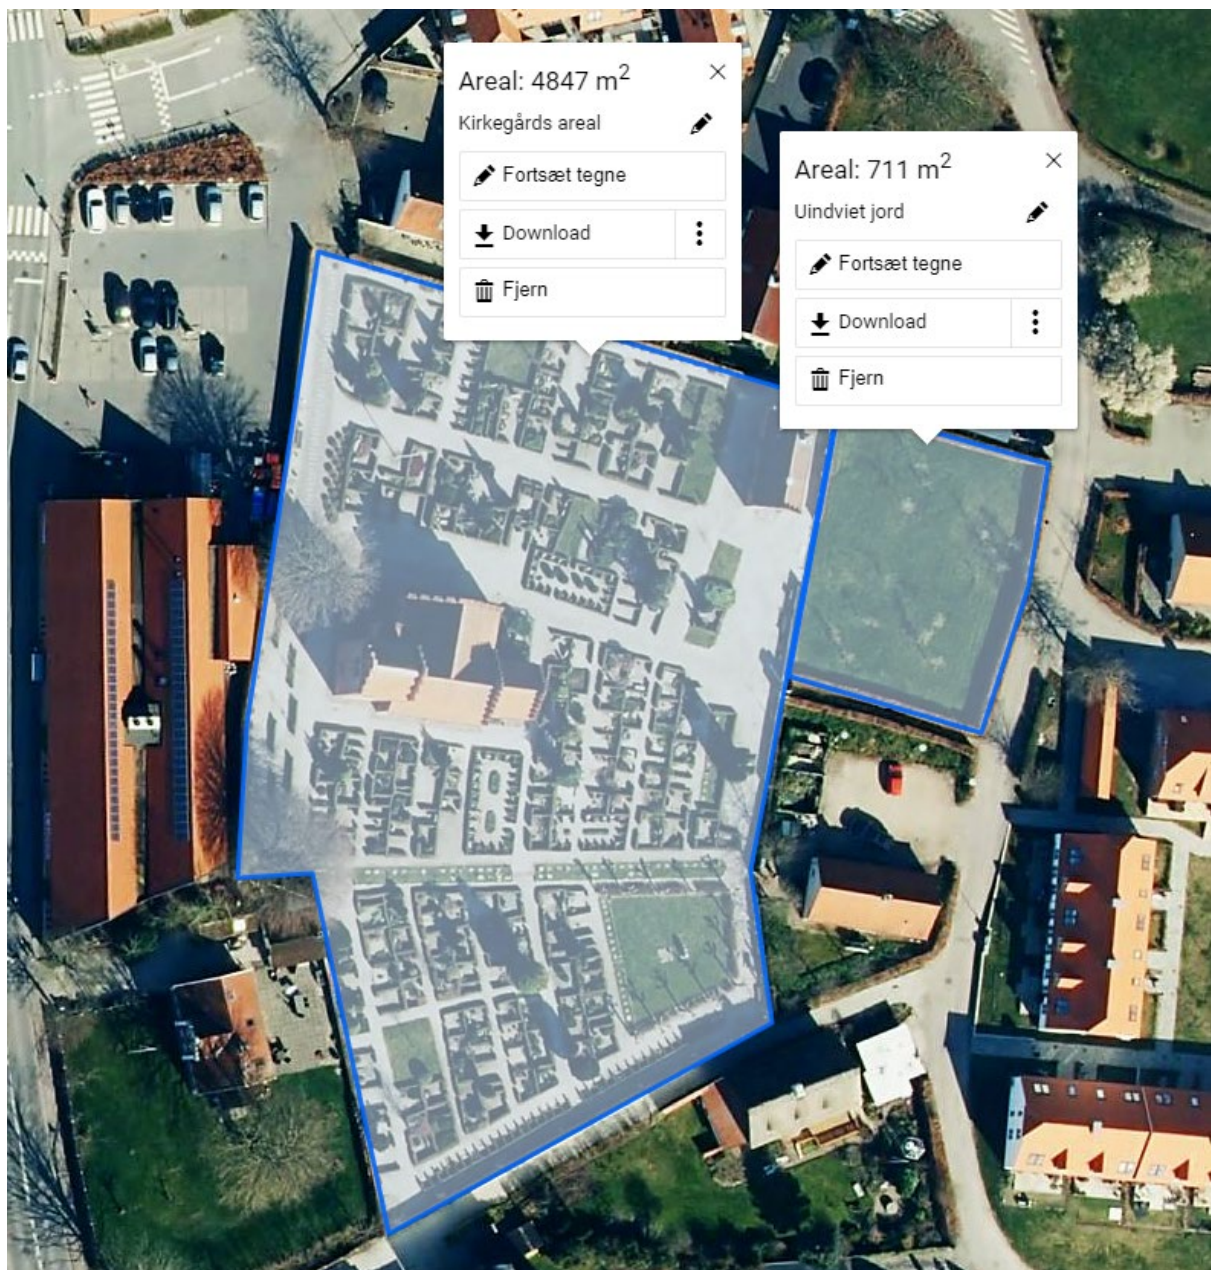 Areal: 4847 m²
Kirkegårds areal
Fortsæt tegne
Download
Fjern
Areal: 711 m²
Uindviet jord
Fortsæt tegne
Download
Fjern